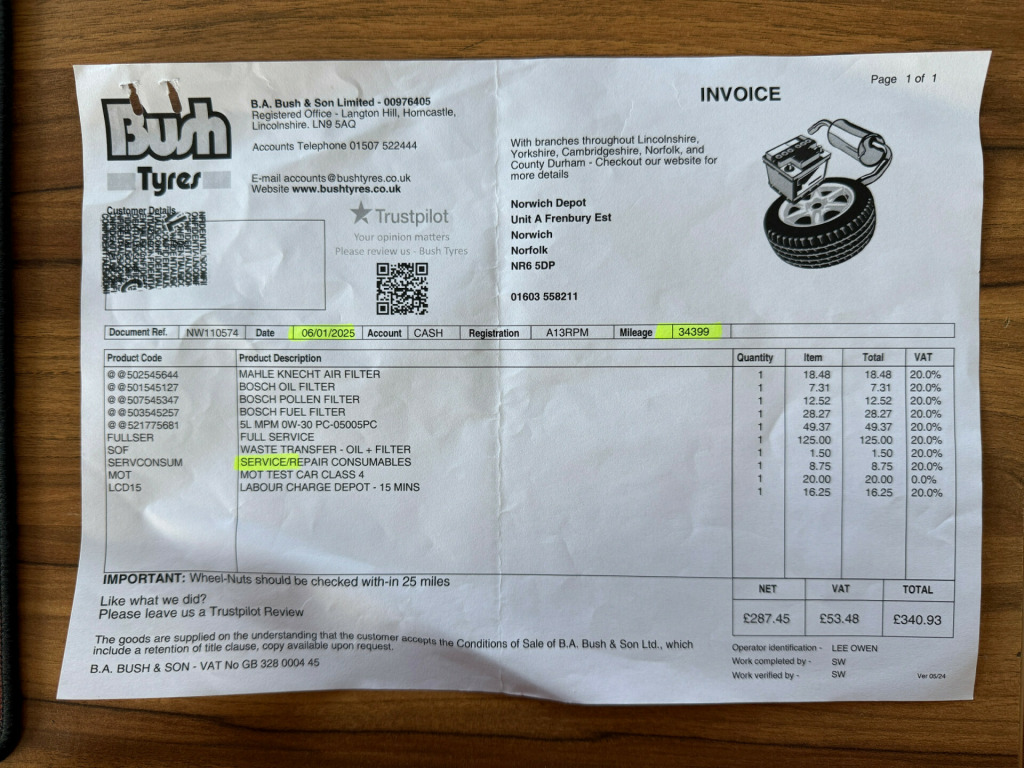 Page 1 of 1
INVOICE
Bush
Tyres
B.A. Bush & Son Limited - 00976405
Registered Office - Langton Hill, Horncastle,
Lincolnshire. LN9 5AQ
Accounts Telephone 01507 522444
E-mail accounts@bushtyres.co.uk
Website www.bushtyres.co.uk
With branches throughout Lincolnshire,
Yorkshire, Cambridgeshire, Norfolk, and
County Durham - Checkout our website for
more details
Norwich Depot
Unit A Frenbury Est
Norwich
Norfolk
NR6 5DP
01603 558211
Customer Details
Trustpilot
Your opinion matters
Please review us - Bush Tyres
Document Ref. NW110574 Date 06/01/2025 Account CASH Registration A13RPM Mileage 34399
Product Code Product Description Quantity Item Total VAT
@@502545644 MAHLE KNECHT AIR FILTER 1 18.48 18.48 20.0%
@@501545127 BOSCH OIL FILTER 1 7.31 7.31 20.0%
@@507545347 BOSCH POLLEN FILTER 1 12.52 12.52 20.0%
@@503545257 BOSCH FUEL FILTER 1 28.27 28.27 20.0%
@@521775681 5L MPM 0W-30 PC-05005PC 1 49.37 49.37 20.0%
FULLSER FULL SERVICE 1 125.00 125.00 20.0%
SOF WASTE TRANSFER - OIL + FILTER 1 1.50 1.50 20.0%
SERVCONSUM SERVICE/REPAIR CONSUMABLES 1 8.75 8.75 20.0%
MOT MOT TEST CAR CLASS 4 1 20.00 20.00 0.0%
LCD15 LABOUR CHARGE DEPOT - 15 MINS 1 16.25 16.25 20.0%
IMPORTANT: Wheel-Nuts should be checked with-in 25 miles
Like what we did?
Please leave us a Trustpilot Review
NET VAT TOTAL
£287.45 £53.48 £340.93
The goods are supplied on the understanding that the customer accepts the Conditions of Sale of B.A. Bush & Son Ltd., which
include a retention of title clause, copy available upon request.
B.A. BUSH & SON - VAT No GB 328 0004 45
Operator identification - LEE OWEN
Work completed by - SW
Work verified by - SW
Ver 05/24